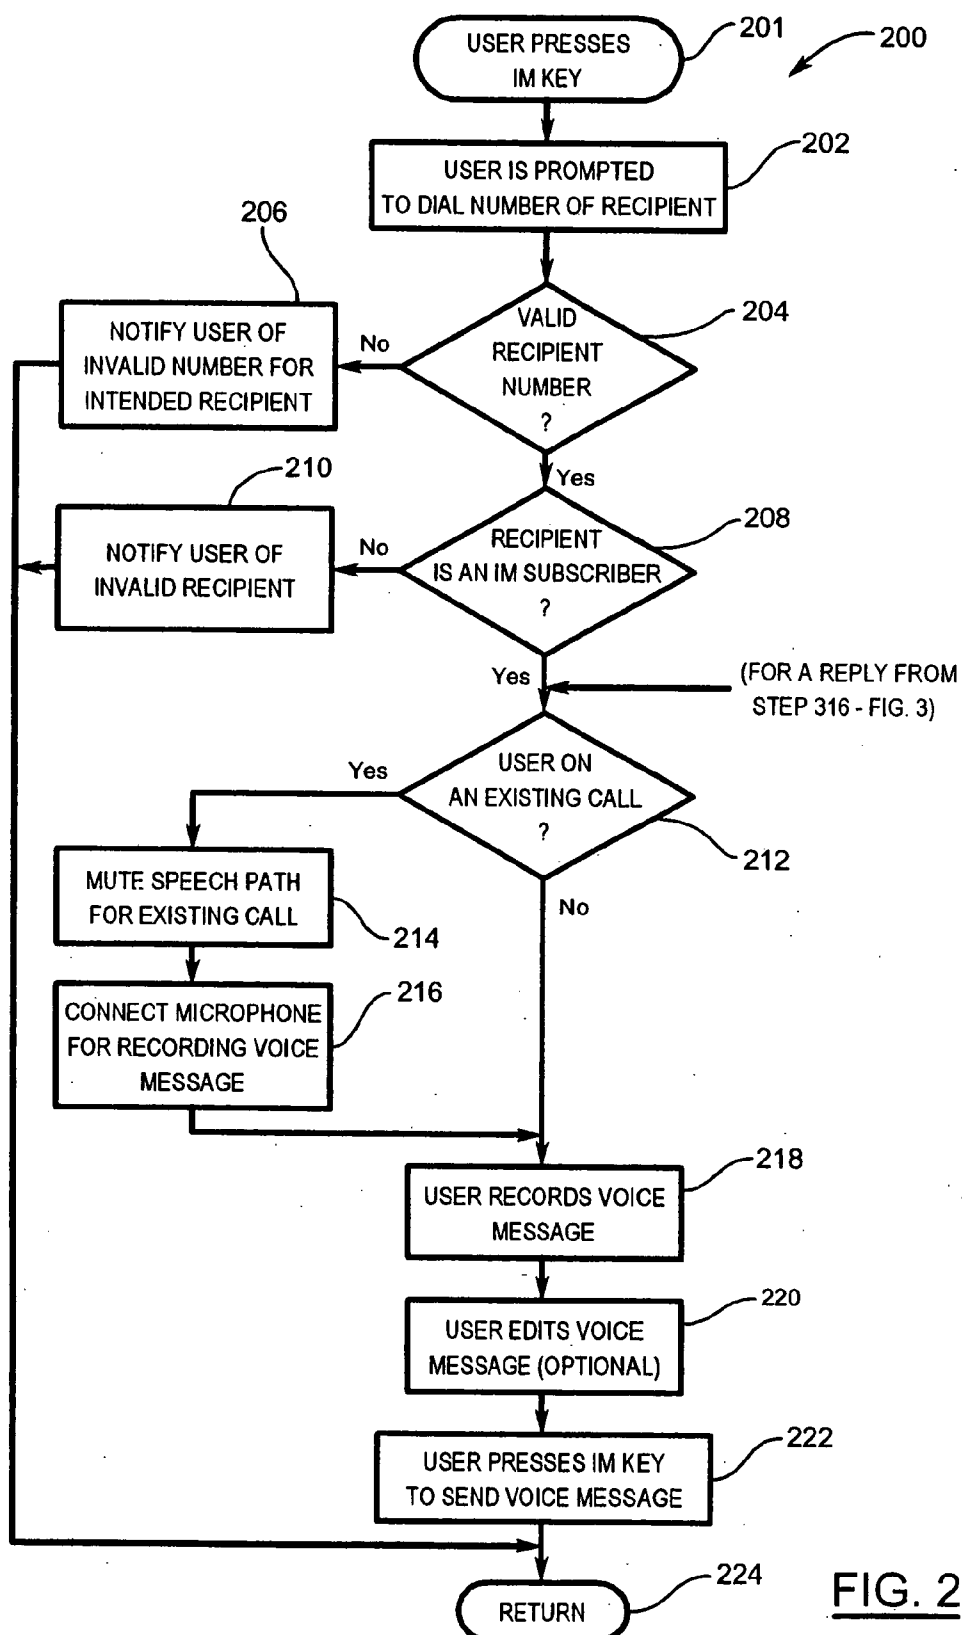 USER PRESSES
IM KEY
201
200
USER IS PROMPTED
TO DIAL NUMBER OF RECIPIENT
202
206
NOTIFY USER OF
INVALID NUMBER FOR
INTENDED RECIPIENT
No
VALID
RECIPIENT
NUMBER
?
204
Yes
210
NOTIFY USER OF
INVALID RECIPIENT
No
RECIPIENT
IS AN IM SUBSCRIBER
?
208
Yes
(FOR A REPLY FROM
STEP 316 - FIG. 3)
Yes
USER ON
AN EXISTING CALL
?
212
No
MUTE SPEECH PATH
FOR EXISTING CALL
214
CONNECT MICROPHONE
FOR RECORDING VOICE
MESSAGE
216
USER RECORDS VOICE
MESSAGE
218
USER EDITS VOICE
MESSAGE (OPTIONAL)
220
USER PRESSES IM KEY
TO SEND VOICE MESSAGE
222
RETURN
224
FIG. 2